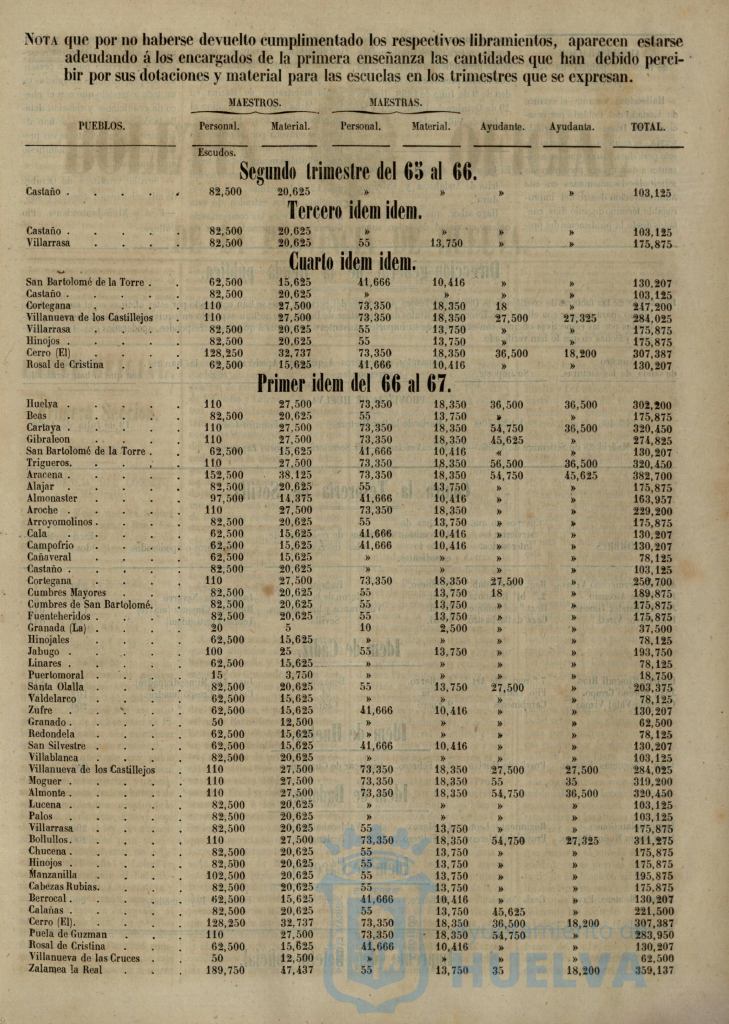 NOTA que por no haberse devuelto cumplimentado los respectivos libramientos, aparecen estarse
adeudando á los encargados de la primera enseñanza las cantidades que han debido perci-
bir por sus dotaciones y material para las escuelas en los trimestres que se expresan.
MAESTROS. MAESTRAS.
PUEBLOS. Personal. Material. Personal. Material. Ayudante. Ayudanta. TOTAL.
Escudos.
Segundo trimestre del 65 al 66.
Castaño . . . . . 82,500 20,625 » » » » 103,125
Tercero idem idem.
Castaño . . . . . 82,500 20,625 » » » » 103,125
Villarrasa . . . . 82,500 20,625 55 13,750 » » 175,875
Cuarto idem idem.
San Bartolomé de la Torre . . 62,500 15,625 41,666 10,416 » » 130,207
Castaño . . . . . 82,500 20,625 » » » » 103,125
Cortegana . . . . 110 27,500 73,350 18,350 18 » 247,200
Villanueva de los Castillejos . 110 27,500 73,350 18,350 27,500 27,325 284,025
Villarrasa . . . . 82,500 20,625 55 13,750 » » 175,875
Hinojos . . . . . 82,500 20,625 55 13,750 » » 175,875
Cerro (El) . . . . 128,250 32,737 73,350 18,350 36,500 18,200 307,387
Rosal de Cristina . . . 62,500 15,625 41,666 10,416 » » 130,207
Primer idem del 66 al 67.
Huelva . . . . . 110 27,500 73,350 18,350 36,500 36,500 302,200
Beas . . . . . 82,500 20,625 55 13,750 » » 175,875
Cartaya . . . . . 110 27,500 73,350 18,350 54,750 36,500 320,450
Gibraleon . . . . 110 27,500 73,350 18,350 45,625 » 274,825
San Bartolomé de la Torre . . 62,500 15,625 41,666 10,416 « » 130,207
Trigueros. . . . . 110 27,500 73,350 18,350 56,500 36,500 320,450
Aracena . . . . . 152,500 38,125 73,350 18,350 54,750 45,625 382,700
Alajar . . . . . 82,500 20,625 55 13,750 » » 175,875
Almonaster . . . . 97,500 14,375 41,666 10,416 » » 163,957
Aroche . . . . . 110 27,500 73,350 18,350 » » 229,200
Arroyomolinos . . . . 82,500 20,625 55 13,750 » » 175,875
Cala . . . . . 62,500 15,625 41,666 10,416 » » 130,207
Campofrio . . . . 62,500 15,625 41,666 10,416 » » 130,207
Cañaveral . . . . 62,500 15,625 » » » » 78,125
Castaño . . . . . 82,500 20,625 » » » » 103,125
Cortegana . . . . 110 27,500 73,350 18,350 27,500 » 250,700
Cumbres Mayores . . . 82,500 20,625 55 13,750 18 » 189,875
Cumbres de San Bartolomé. . 82,500 20,625 55 13,750 » » 175,875
Fuenteheridos . . . . 82,500 20,625 55 13,750 » » 175,875
Granada (La) . . . . 20 5 10 2,500 » » 37,500
Hinojales . . . . 62,500 15,625 » » » » 78,125
Jabugo . . . . . 100 25 55 13,750 » » 193,750
Linares . . . . . 62,500 15,625 » » » » 78,125
Puertomoral . . . . 15 3,750 » » » » 18,750
Santa Olalla . . . . 82,500 20,625 55 13,750 27,500 » 203,375
Valdelarco . . . . 62,500 15,625 » » » » 78,125
Zufre . . . . . 62,500 15,625 41,666 10,416 » » 130,207
Granado . . . . . 50 12,500 » » » » 62,500
Redondela . . . . 62,500 15,625 » » » » 78,125
San Silvestre . . . . 62,500 15,625 41,666 10,416 » » 130,207
Villablanca . . . . 82,500 20,625 » » » » 103,125
Villanueva de los Castillejos . 110 27,500 73,350 18,350 27,500 27,500 284,025
Moguer . . . . . 110 27,500 73,350 18,350 55 35 319,200
Almonte . . . . . 110 27,500 73,350 18,350 54,750 36,500 320,450
Lucena . . . . . 82,500 20,625 » » » » 103,125
Palos . . . . . 82,500 20,625 » » » » 103,125
Villarrasa . . . . 82,500 20,625 55 13,750 » » 175,875
Bollullos. . . . . 110 27,500 73,350 18,350 54,750 27,325 311,275
Chucena . . . . . 82,500 20,625 55 13,750 » » 175,875
Hinojos . . . . . 82,500 20,625 55 13,750 » » 175,875
Manzanilla . . . . 102,500 20,625 55 13,750 » » 195,875
Cabezas Rubias. . . . 82,500 20,625 55 13,750 » » 175,875
Berrocal . . . . . 62,500 15,625 41,666 10,416 » » 130,207
Calañas . . . . . 82,500 20,625 55 13,750 45,625 » 221,500
Cerro (El). . . . . 128,250 32,737 73,350 18,350 36,500 18,200 307,387
Puela de Guzman . . . 110 27,500 73,350 18,350 54,750 » 283,950
Rosal de Cristina . . . 62,500 15,625 41,666 10,416 » » 130,207
Villanueva de las Cruces . . 50 12,500 » » » » 62,500
Zalamea la Real . . . 189,750 47,437 55 13,750 35 18,200 359,137
HUELVA